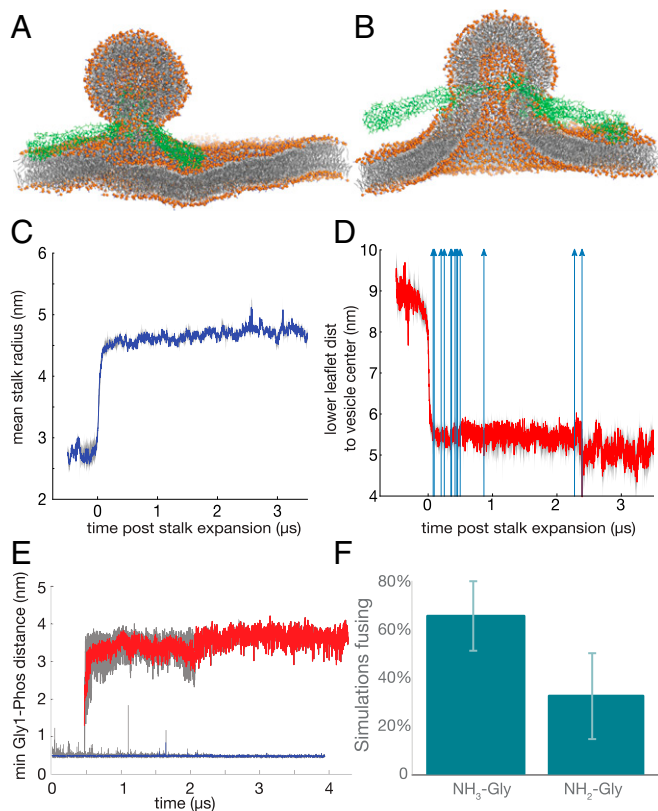 A
B
C
mean stalk radius (nm)
6
5
4
3
2
0
1
2
3
time post stalk expansion (µs)
D
lower leaflet dist
to vesicle center (nm)
10
9
8
7
6
5
4
0
1
2
3
time post stalk expansion (µs)
E
min Gly1-Phos distance (nm)
5
4
3
2
1
0
0
1
2
3
4
time (µs)
F
Simulations fusing
80%
60%
40%
20%
0
NH3-Gly
NH2-Gly